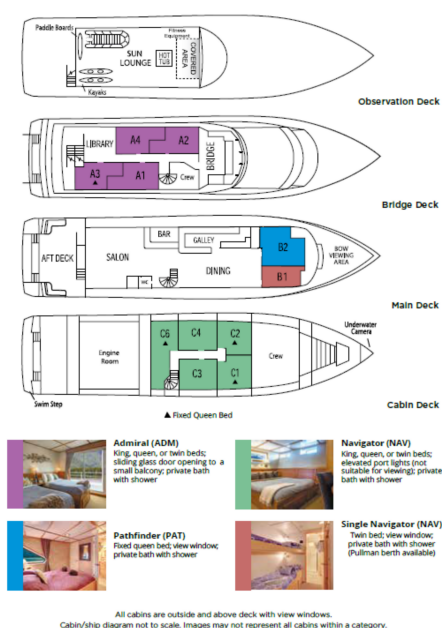 Paddle Boards
Fitness
Equipment
SUN
LOUNGE
HOT
TUB
COVERED
AREA
Kayaks
Observation Deck
LIBRARY
A4
A2
BRIDGE
A3
A1
Crew
Bridge Deck
BAR
GALLEY
B2
AFT DECK
SALON
DINING
BOW
VIEWING
AREA
WC
B1
Main Deck
C6
C4
C2
Underwater
Camera
Engine
Room
Crew
C3
C1
Cabin Deck
Swim Step
▲ Fixed Queen Bed
Admiral (ADM)
King, queen, or twin beds;
sliding glass door opening to a
small balcony; private bath
with shower
Navigator (NAV)
King, queen, or twin beds;
elevated port lights (not
suitable for viewing); private
bath with shower
Pathfinder (PAT)
Fixed queen bed; view window;
private bath with shower
Single Navigator (NAV)
Twin bed; view window;
private bath with shower
(Pullman berth available)
All cabins are outside and above deck with view windows.
Cabin/ship diagram not to scale. Images may not represent all cabins within a category.